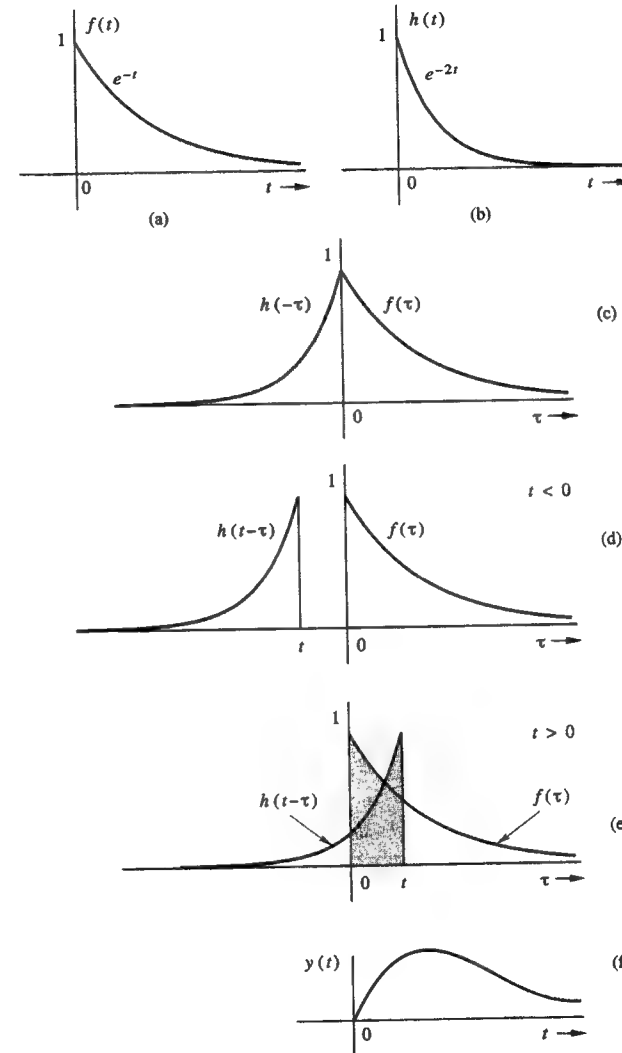 f(t)
1
e^{-t}
0
t →
(a)
h(t)
1
e^{-2t}
0
t →
(b)
1
h(−τ)
f(τ)
(c)
0
τ →
1
t < 0
h(t−τ)
f(τ)
(d)
t
0
τ →
1
t > 0
h(t−τ)
f(τ)
(e
0
t
τ →
y(t)
(f
0
t →